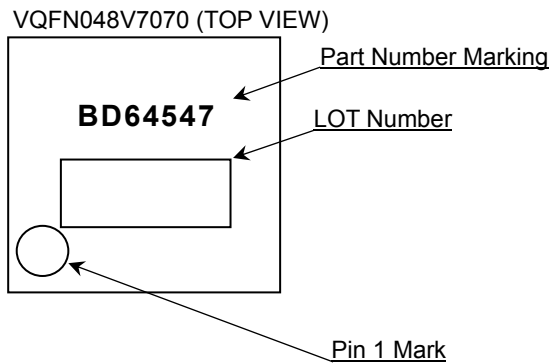 VQFN048V7070 (TOP VIEW)
Part Number Marking
BD64547
LOT Number
Pin 1 Mark